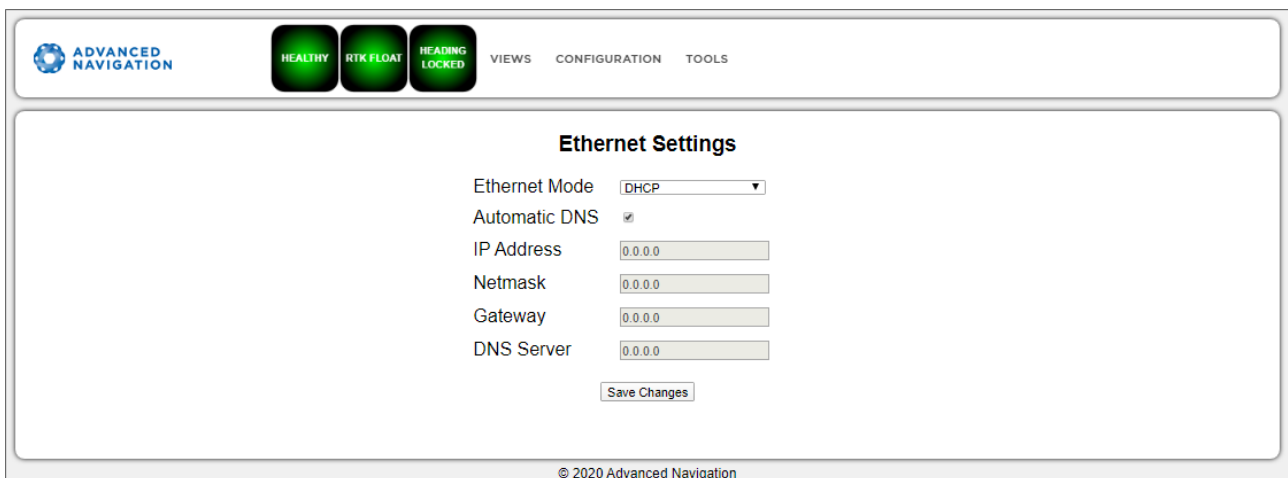 ADVANCED
NAVIGATION
HEALTHY
RTK FLOAT
HEADING
LOCKED
VIEWS CONFIGURATION TOOLS
Ethernet Settings
Ethernet Mode DHCP
Automatic DNS
IP Address 0.0.0.0
Netmask 0.0.0.0
Gateway 0.0.0.0
DNS Server 0.0.0.0
Save Changes
© 2020 Advanced Navigation